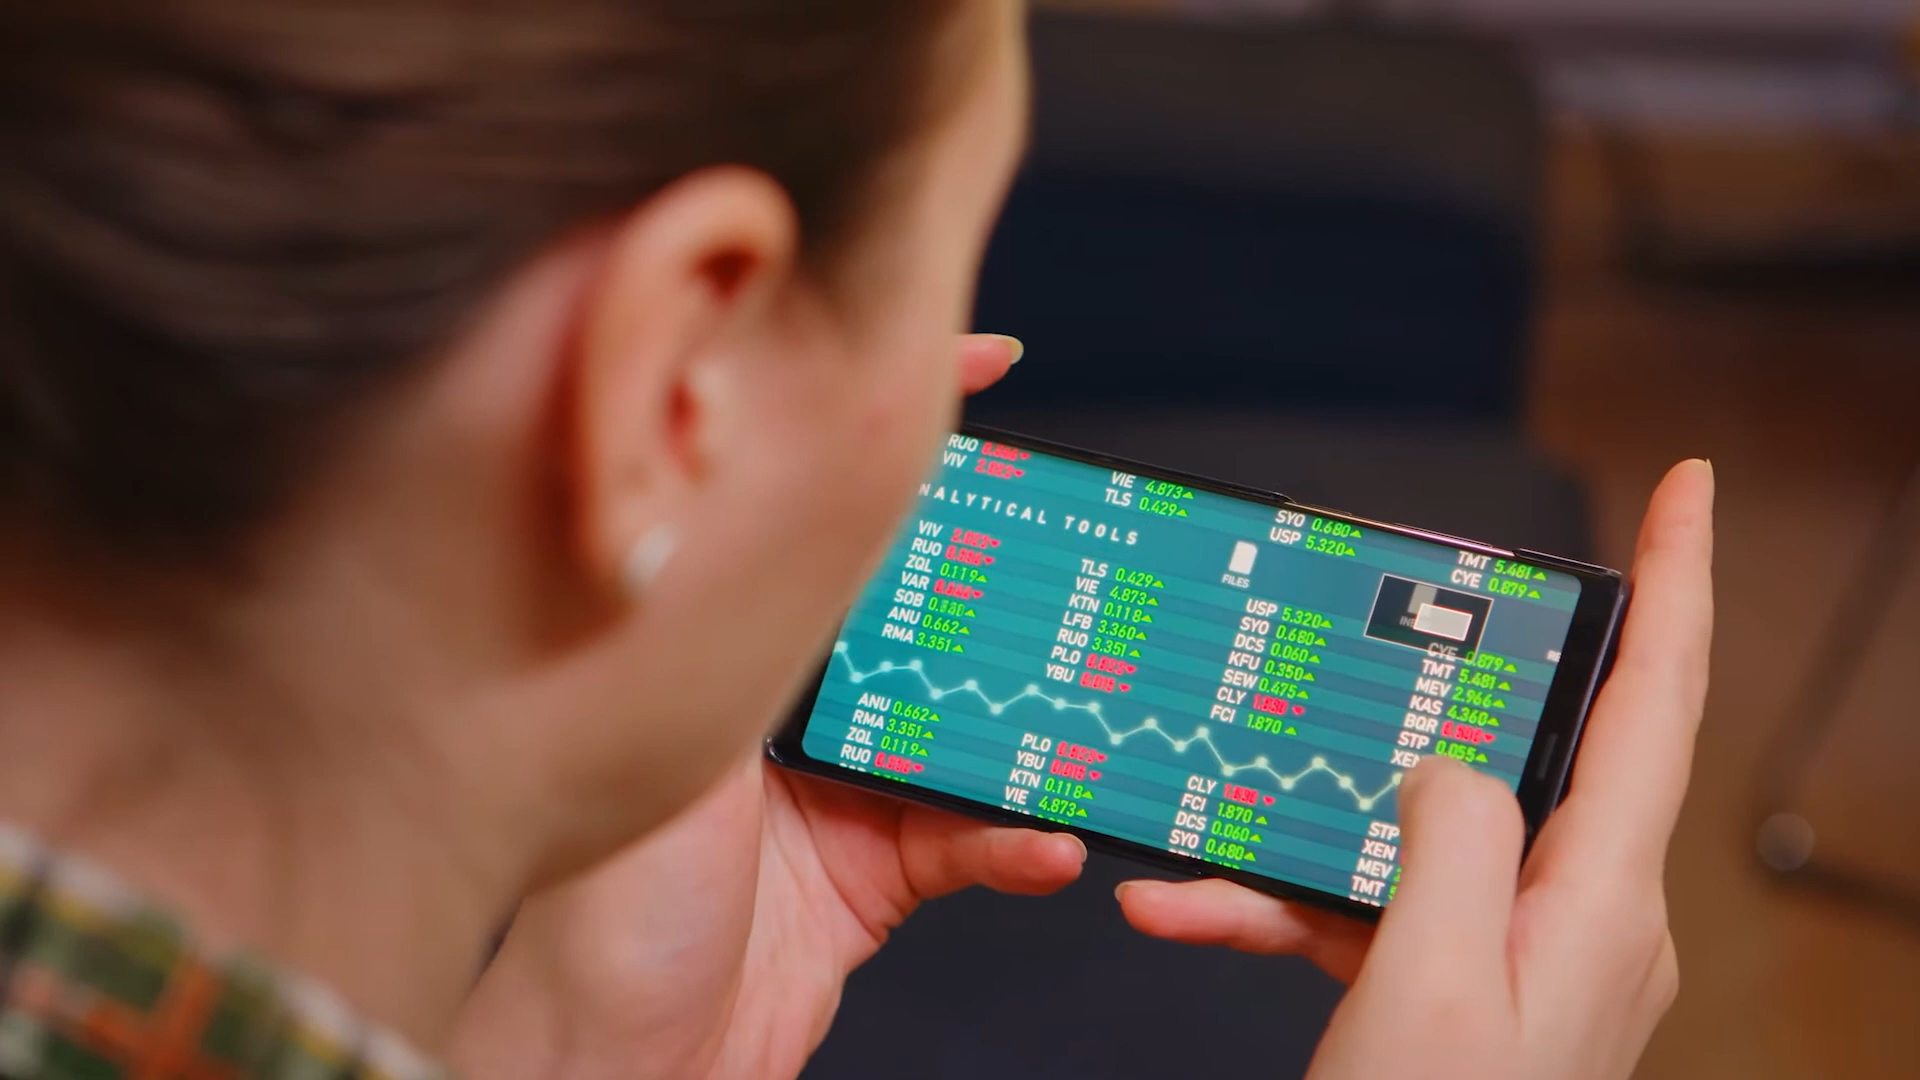 RUO
VIV
VIE 4.873
TLS 0.429
SYO 0.680
USP 5.320
TMT 5.481
CYE 0.879
NALYTICAL TOOLS
FILES
VIV
RUO
ZQL 0.119
VAR
SOB
ANU 0.662
RMA 3.351
TLS 0.429
VIE 4.873
KTN 0.118
LFB 3.360
RUO 3.351
PLO
YBU
USP 5.320
SYO 0.680
DCS 0.060
KFU 0.350
SEW 0.475
CLY
FCI 1.870
CYE 0.879
TMT 5.481
MEV 2.966
KAS 4.360
BQR
STP 0.055
XEN
ANU 0.662
RMA 3.351
ZQL 0.119
RUO
PLO
YBU
KTN 0.118
VIE 4.873
CLY
FCI 1.870
DCS 0.060
SYO 0.680
STP
XEN
MEV
TMT